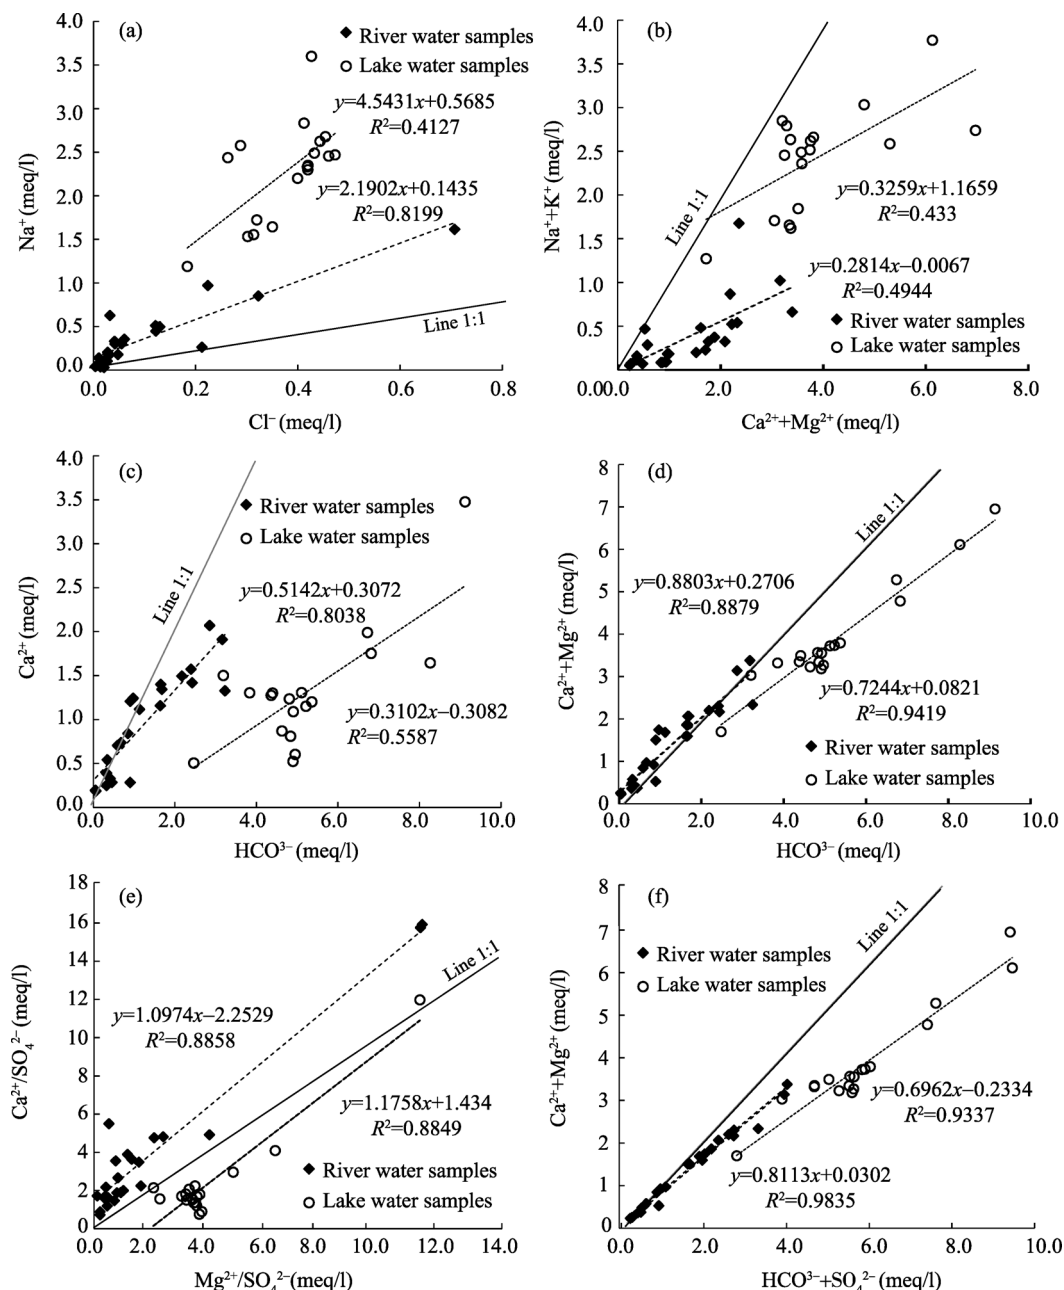 (a)
River water samples
Lake water samples
y=4.5431x+0.5685
R²=0.4127
y=2.1902x+0.1435
R²=0.8199
Line 1:1
Na⁺ (meq/l)
4.0
3.5
3.0
2.5
2.0
1.5
1.0
0.5
0.0
0.0 0.2 0.4 0.6 0.8
Cl⁻ (meq/l)
(b)
Line 1:1
y=0.3259x+1.1659
R²=0.433
y=0.2814x−0.0067
R²=0.4944
River water samples
Lake water samples
Na⁺+K⁺ (meq/l)
4.0
3.5
3.0
2.5
2.0
1.5
1.0
0.5
0.00.0 2.0 4.0 6.0 8.0
Ca²⁺+Mg²⁺ (meq/l)
(c)
River water samples
Lake water samples
Line 1:1
y=0.5142x+0.3072
R²=0.8038
y=0.3102x−0.3082
R²=0.5587
Ca²⁺ (meq/l)
4.0
3.5
3.0
2.5
2.0
1.5
1.0
0.5
0.0
0.0 2.0 4.0 6.0 8.0 10.0
HCO³⁻ (meq/l)
(d)
Line 1:1
y=0.8803x+0.2706
R²=0.8879
y=0.7244x+0.0821
R²=0.9419
River water samples
Lake water samples
Ca²⁺+Mg²⁺ (meq/l)
8
7
6
5
4
3
2
1
0
0.0 2.0 4.0 6.0 8.0 10.0
HCO³⁻ (meq/l)
(e)
Line 1:1
y=1.0974x−2.2529
R²=0.8858
y=1.1758x+1.434
R²=0.8849
River water samples
Lake water samples
Ca²⁺/SO₄²⁻(meq/l)
18
16
14
12
10
8
6
4
2
0
0.0 2.0 4.0 6.0 8.0 10.0 12.0 14.0
Mg²⁺/SO₄²⁻(meq/l)
(f)
Line 1:1
River water samples
Lake water samples
y=0.6962x−0.2334
R²=0.9337
y=0.8113x+0.0302
R²=0.9835
Ca²⁺+Mg²⁺ (meq/l)
8
7
6
5
4
3
2
1
0
0.0 2.0 4.0 6.0 8.0 10.0
HCO³⁻+SO₄²⁻(meq/l)